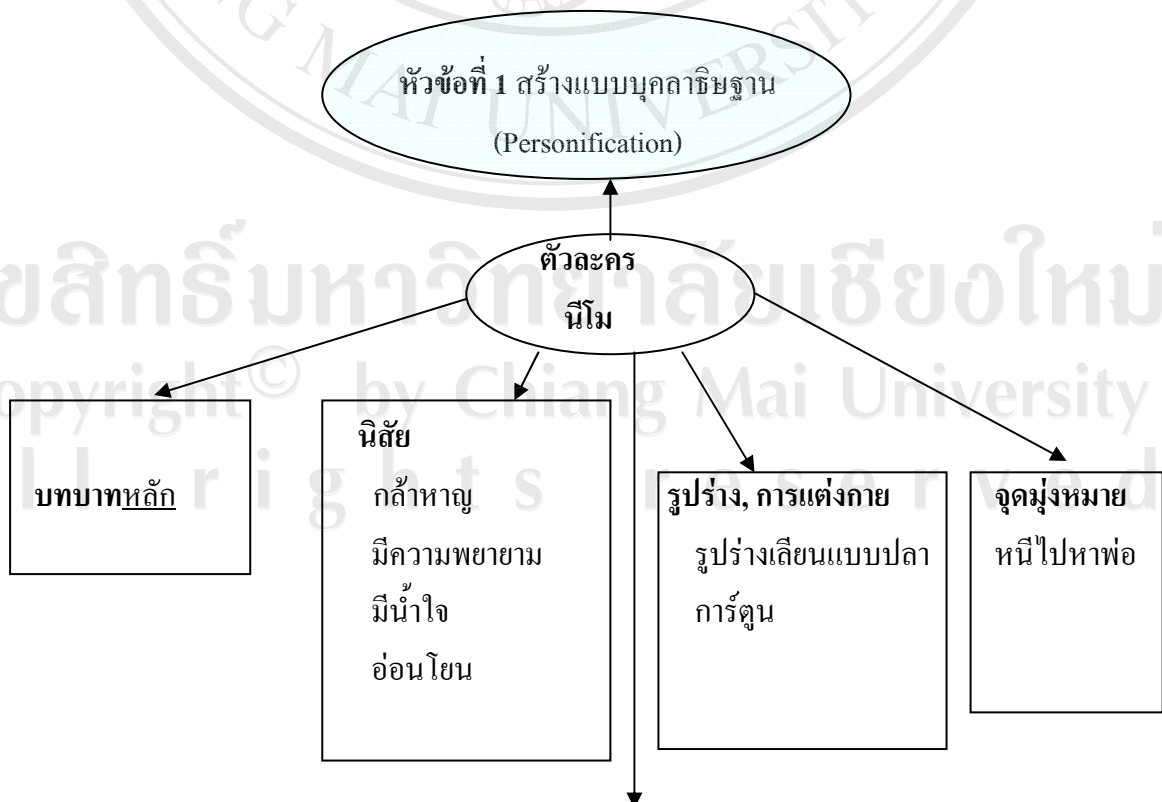 NG MAI UNIVERSITY
หัวข้อที่ 1 สร้างแบบบุคลาธิษฐาน
(Personification)
ตัวละคร
นีโม
ขสิทธิ์มหาวิทยาลัยเชียงใหม่
opyright© by Chiang Mai University
ll rights reserved
บทบาทหลัก
นิสัย
กล้าหาญ
มีความพยายาม
มีน้ำใจ
อ่อนโยน
รูปร่าง, การแต่งกาย
รูปร่างเลียนแบบปลา
การ์ตูน
จุดมุ่งหมาย
หนีไปหาพ่อ